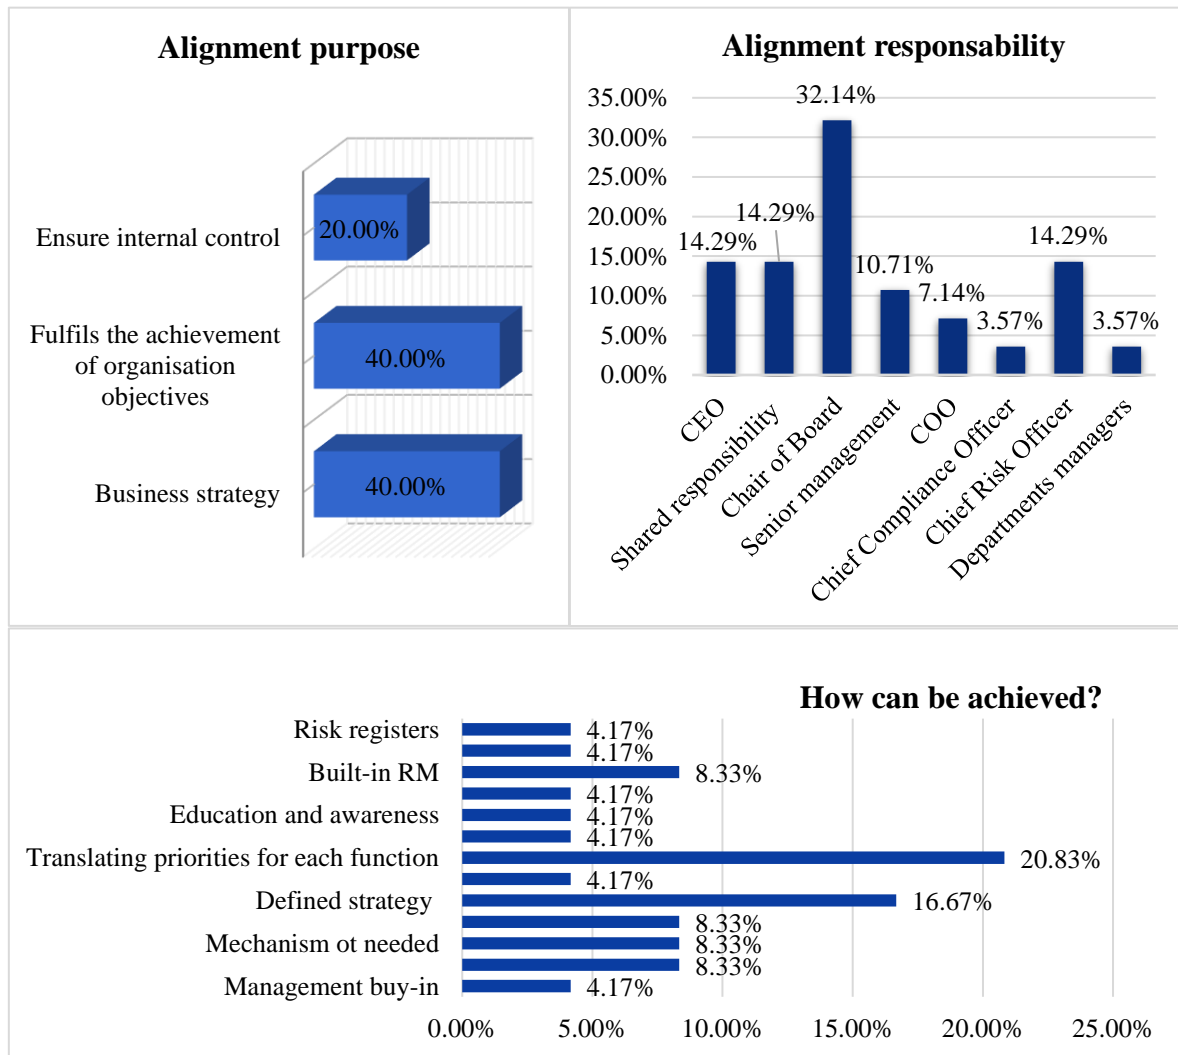 Alignment purpose
Ensure internal control
20.00%
Fulfils the achievement
of organisation
objectives
40.00%
Business strategy
40.00%
Alignment responsability
35.00%
30.00%
25.00%
20.00%
15.00%
10.00%
5.00%
0.00%
14.29%
14.29%
32.14%
10.71%
7.14%
3.57%
14.29%
3.57%
CEO
Shared responsibility
Chair of Board
Senior management
COO
Chief Compliance Officer
Chief Risk Officer
Departments managers
How can be achieved?
Risk registers
4.17%
4.17%
Built-in RM
8.33%
4.17%
Education and awareness
4.17%
4.17%
Translating priorities for each function
20.83%
4.17%
Defined strategy
16.67%
8.33%
Mechanism ot needed
8.33%
8.33%
Management buy-in
4.17%
0.00%
5.00%
10.00%
15.00%
20.00%
25.00%